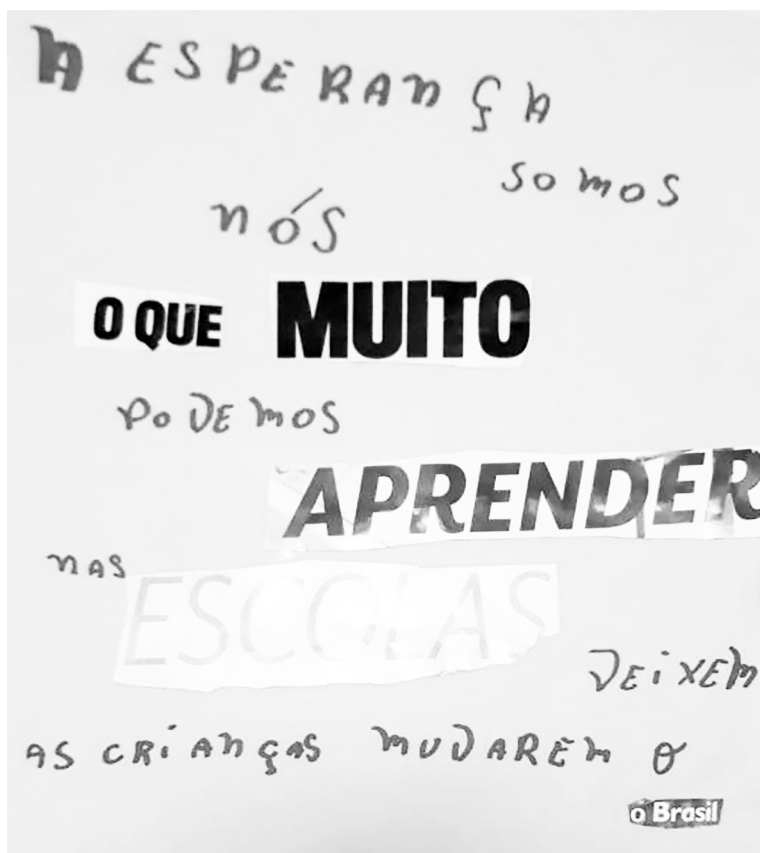 A ESPERANÇA
SOMOS
NÓS
O QUE MUITO
PODEMOS
APRENDER
NAS
ESCOLAS
DEIXEM
AS CRIANÇAS MUDAREM O
o Brasil